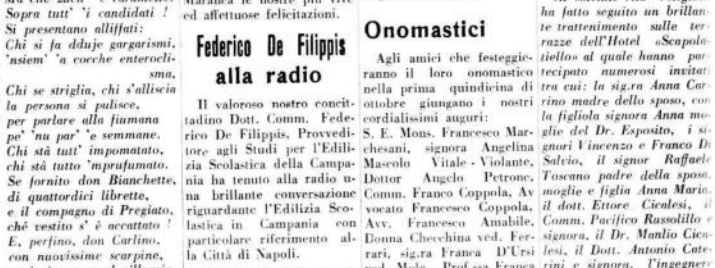 Sopra tutt' 'i candidati !
Si presentano alliffati:
Chi si fa dduje gargarismi,
'nsiem' 'a cocche enterocli-
sma,
Chi se striglia, chi s'alliscia
la persona si pulisce,
per parlare alla fiumana
pe' 'nu par' 'e semmane.
Chi stà tutt' impomatato,
chi stà tutto 'mprufumato.
Se fornito don Bianchette,
di quattordici librette,
e il compagno di Pregiato,
ché vestito s' è accattato !
E, perfino, don Carlino,
con nuovissime scarpine,
ed affettuose felicitazioni.
Federico De Filippis
alla radio
Il valoroso nostro concit-
tadino Dott. Comm. Fede-
rico De Filippis, Provvedi-
tore agli Studi per l'Edili-
zia Scolastica della Campa-
nia ha tenuto alla radio u-
na brillante conversazione
riguardante l'Edilizia Sco-
lastica in Campania con
particolare riferimento al-
la Città di Napoli.
Onomastici
Agli amici che festeggie-
ranno il loro onomastico
nella prima quindicina di
ottobre giungano i nostri
cordialissimi auguri:
S. E. Mons. Francesco Mar-
chesani, signora Angelina
Mascolo Vitale - Violante,
Dottor Angelo Petrone,
Comm. Franco Coppola, Av
vocato Francesco Coppola,
Avv. Francesco Amabile,
Donna Checchina ved. Fer-
rari, sig.ra Franca D'Ursi
ha fatto seguito un brillan-
te trattenimento sulle ter-
razze dell'Hotel «Scapola-
tiello» al quale hanno par-
tecipato numerosi invitati
tra cui: la sig.ra Anna Car-
rino madre dello sposo, con
la figliola signora Anna mo-
glie del Dr. Esposito, i si-
gnori Vincenzo e Franco Di
Salvio, il signor Raffaele
Toscano padre della sposa,
moglie e figlia Anna Maria,
il dott. Ettore Cicalesi, il
Comm. Pacifico Rassolillo e
signora, il Dr. Manlio Cica-
lesi, il Dott. Antonio Cate-
rini e signora, l'ingegnere